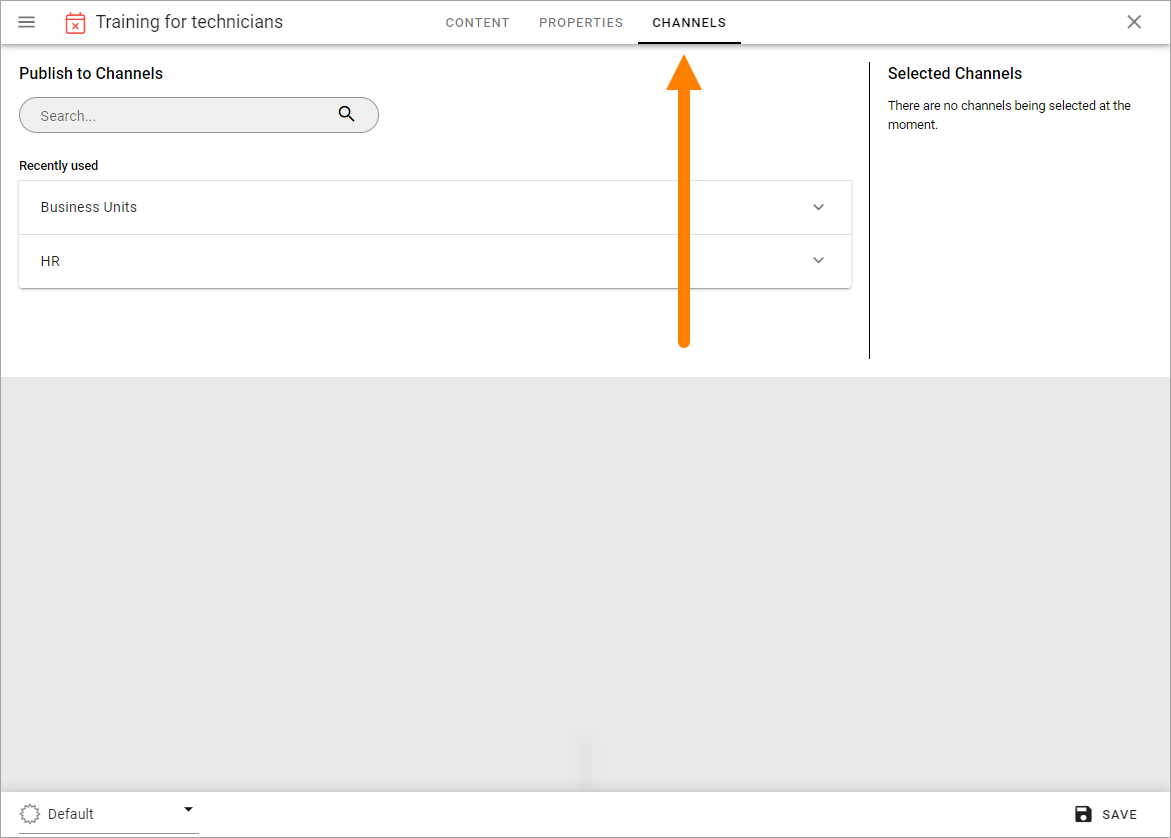 Training for technicians
CONTENT
PROPERTIES
CHANNELS
Publish to Channels
Search...
Recently used
Business Units
HR
Selected Channels
There are no channels being selected at the
moment.
Default
SAVE